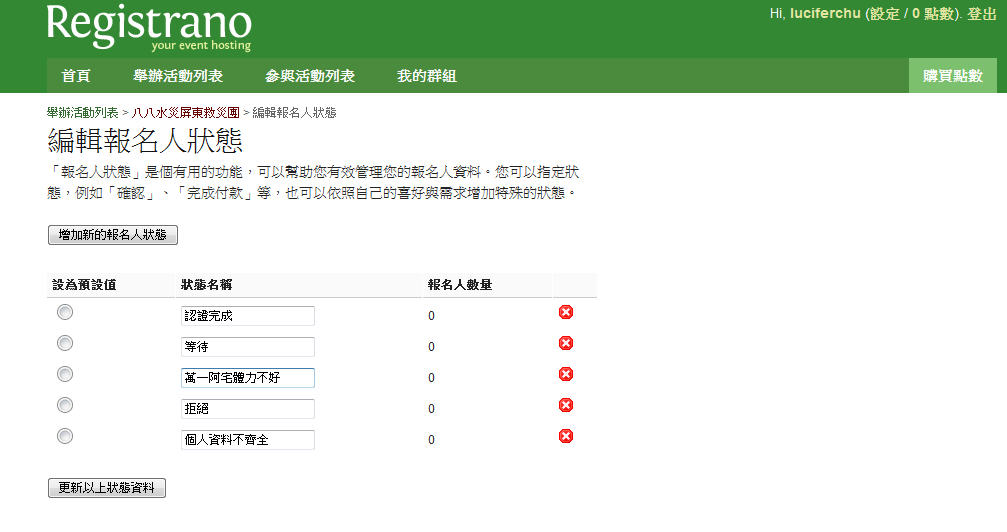 Registrano
your event hosting
Hi, luciferchu (設定 / 0 點數). 登出
首頁 舉辦活動列表 參與活動列表 我的群組 購買點數
舉辦活動列表 > 八八水災屏東救災團 > 編輯報名人狀態
編輯報名人狀態
「報名人狀態」是個有用的功能，可以幫助您有效管理您的報名人資料。您可以指定狀
態，例如「確認」、「完成付款」等，也可以依照自己的喜好與需求增加特殊的狀態。
增加新的報名人狀態
設為預設值 狀態名稱 報名人數量
認證完成 0
等待 0
萬一阿宅體力不好 0
拒絕 0
個人資料不齊全 0
更新以上狀態資料